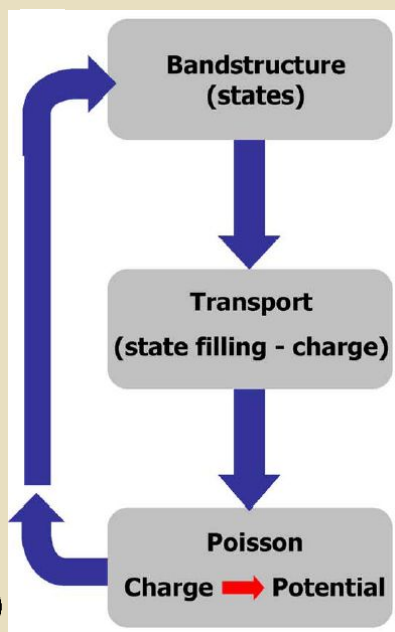 Bandstructure
(states)
Transport
(state filling - charge)
Poisson
Charge Potential
)